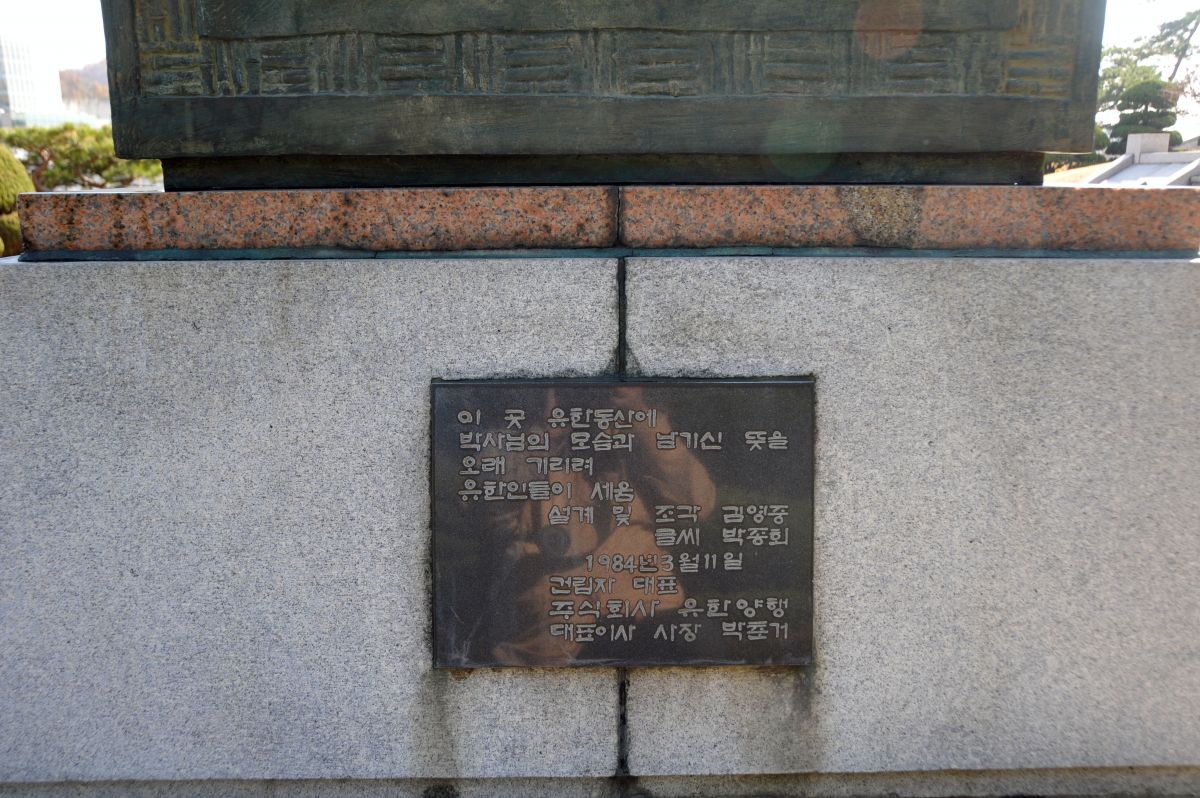 이 곳 유한동산에
박사님의 모습과 남기신 뜻을
오래 기리려
유한인들이 세움
설계 및 조각 김영중
글씨 박종회
1984년3월11일
건립자 대표
주식회사 유한양행
대표이사 사장 박춘거